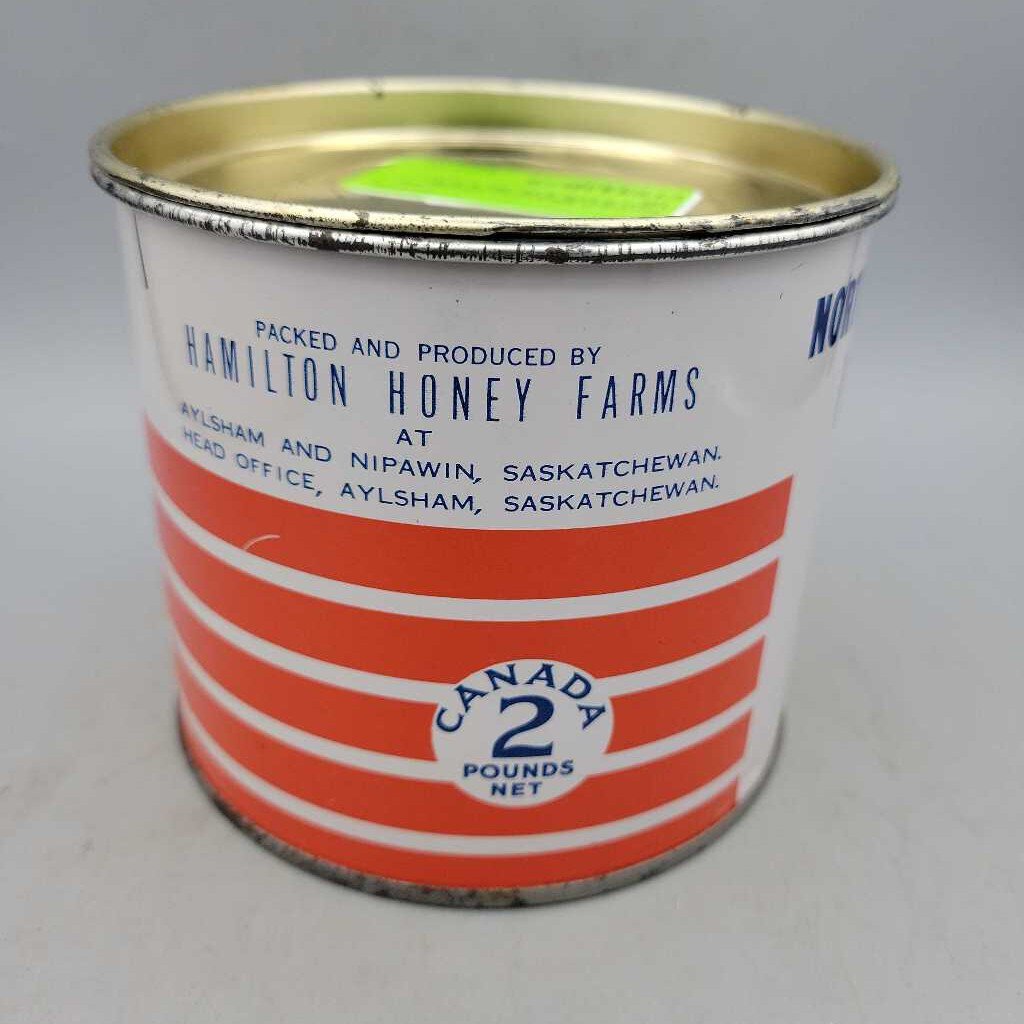 PACKED AND PRODUCED BY
HAMILTON HONEY FARMS
AT
AYLSHAM AND NIPAWIN, SASKATCHEWAN.
HEAD OFFICE, AYLSHAM, SASKATCHEWAN.
CANADA
2
POUNDS
NET